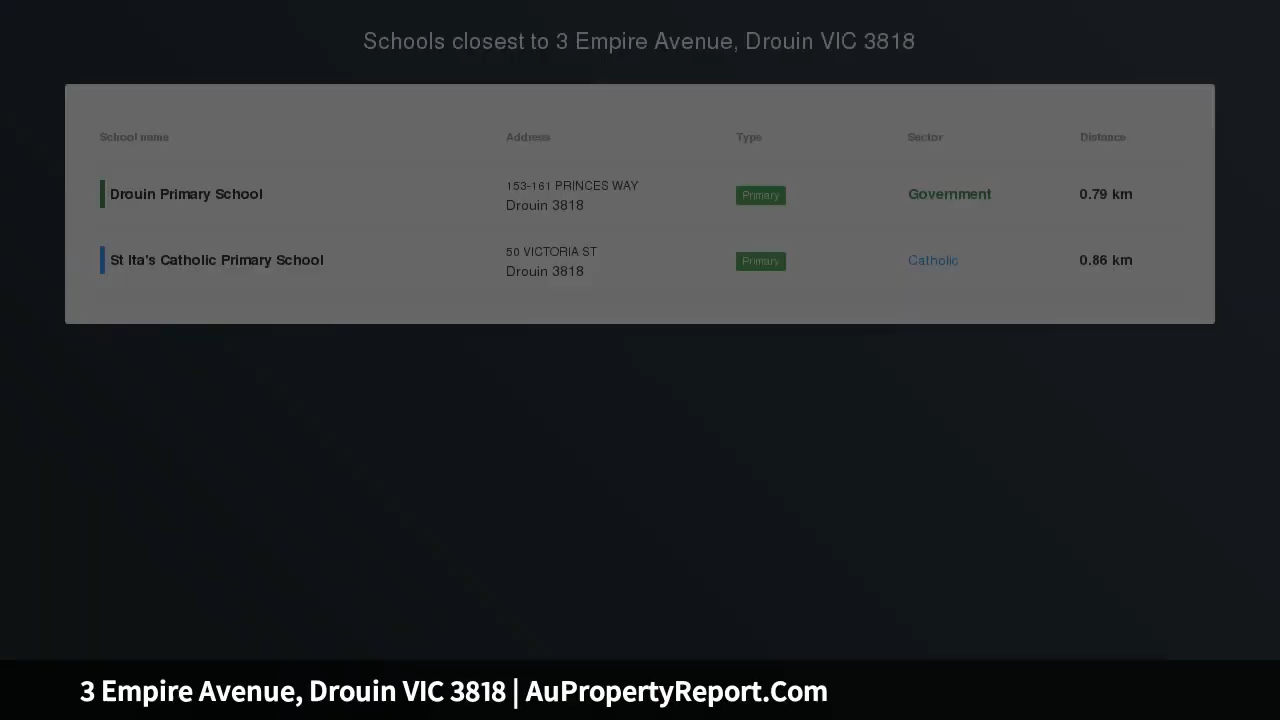 Schools closest to 3 Empire Avenue, Drouin VIC 3818
School name Address Type Sector Distance
Drouin Primary School 153-161 PRINCES WAY Drouin 3818 Primary Government 0.79 km
St Ita's Catholic Primary School 50 VICTORIA ST Drouin 3818 Primary Catholic 0.86 km
3 Empire Avenue, Drouin VIC 3818 | AuPropertyReport.Com